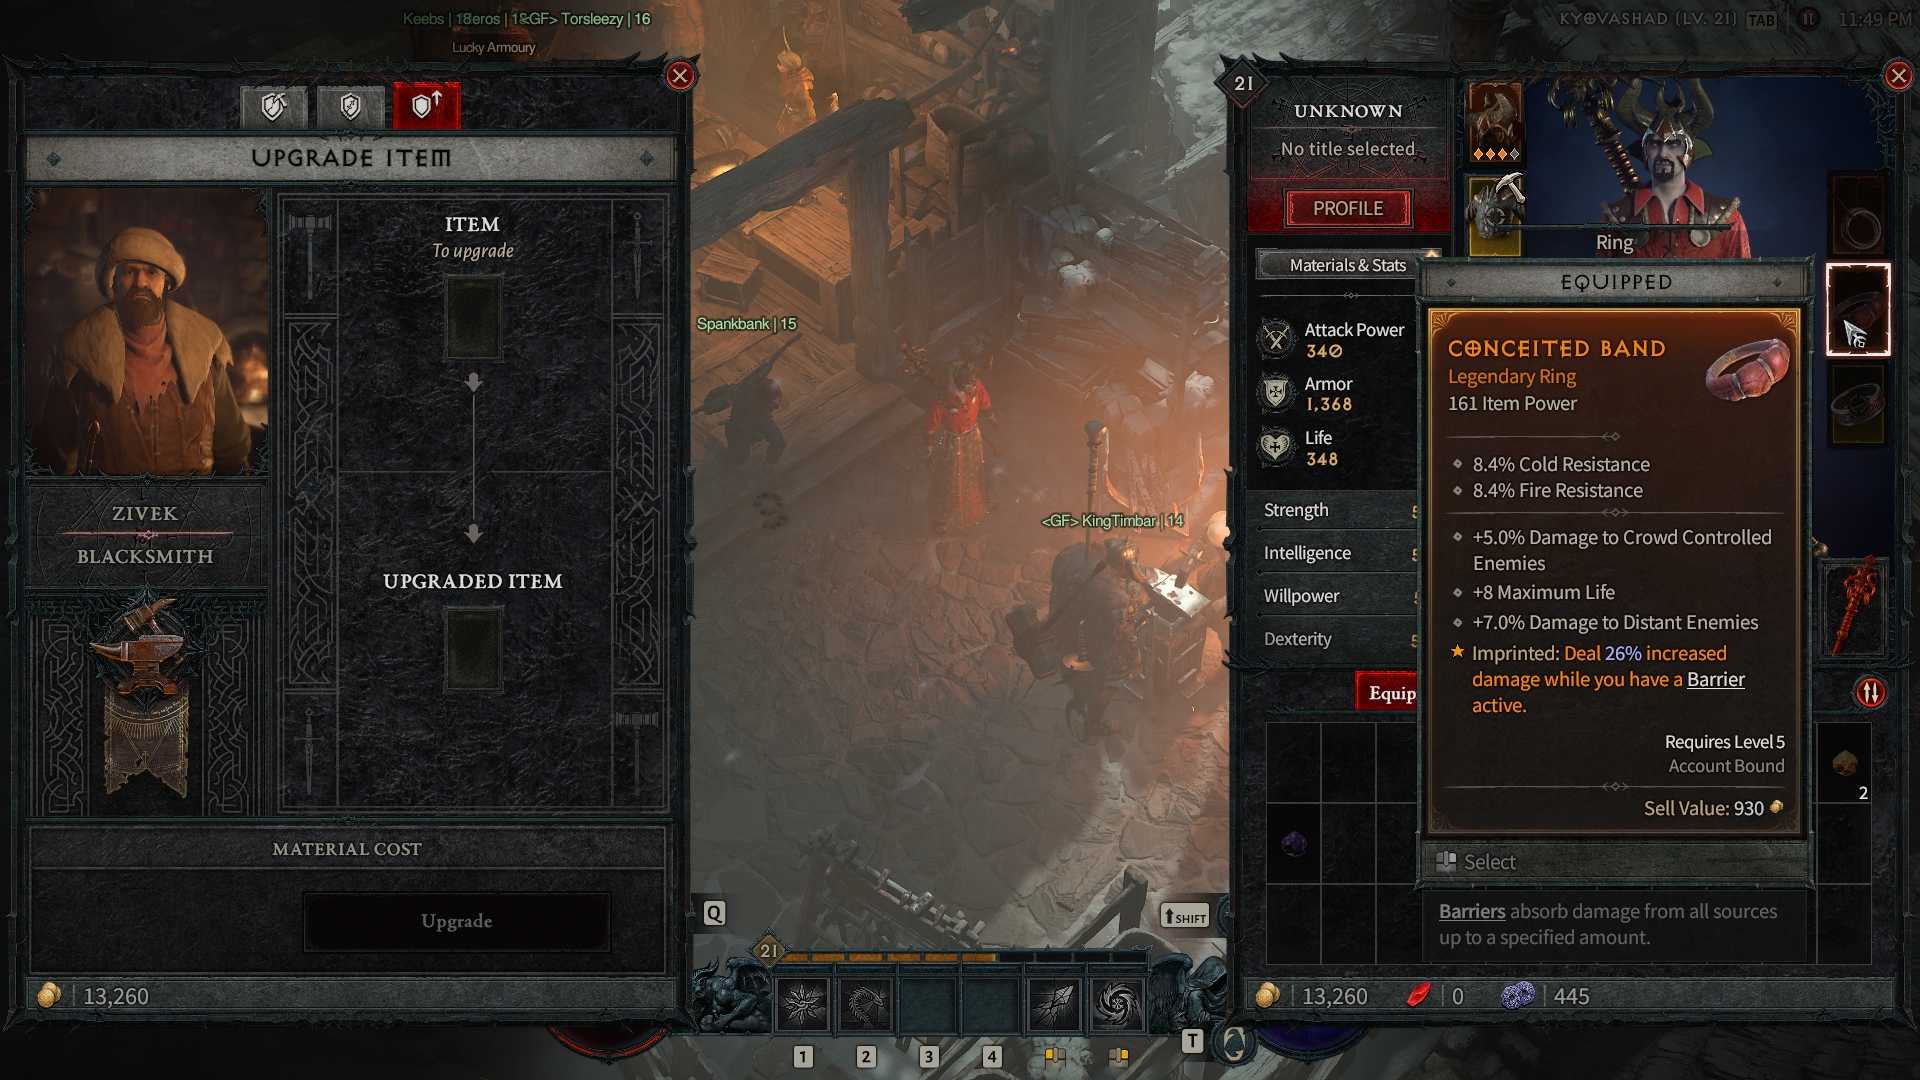 Keebs | 18eros | 18<GF> Torsleezy | 16
Lucky Armoury
KYOVASHAD (LV. 21) TAB 11:49 PM
UPGRADE ITEM
ITEM
To upgrade
UPGRADED ITEM
ZIVEK
BLACKSMITH
MATERIAL COST
Upgrade
13,260
Spankbank | 15
<GF> KingTimbar | 14
Q
SHIFT
21
1
2
3
4
T
21
UNKNOWN
No title selected
PROFILE
Materials & Stats
Attack Power
340
Armor
1,368
Life
348
Strength
Intelligence
Willpower
Dexterity
Equip
Ring
EQUIPPED
CONCEITED BAND
Legendary Ring
161 Item Power
8.4% Cold Resistance
8.4% Fire Resistance
+5.0% Damage to Crowd Controlled
Enemies
+8 Maximum Life
+7.0% Damage to Distant Enemies
Imprinted: Deal 26% increased
damage while you have a Barrier
active.
Requires Level 5
Account Bound
Sell Value: 930
Select
Barriers absorb damage from all sources
up to a specified amount.
2
13,260
0
445